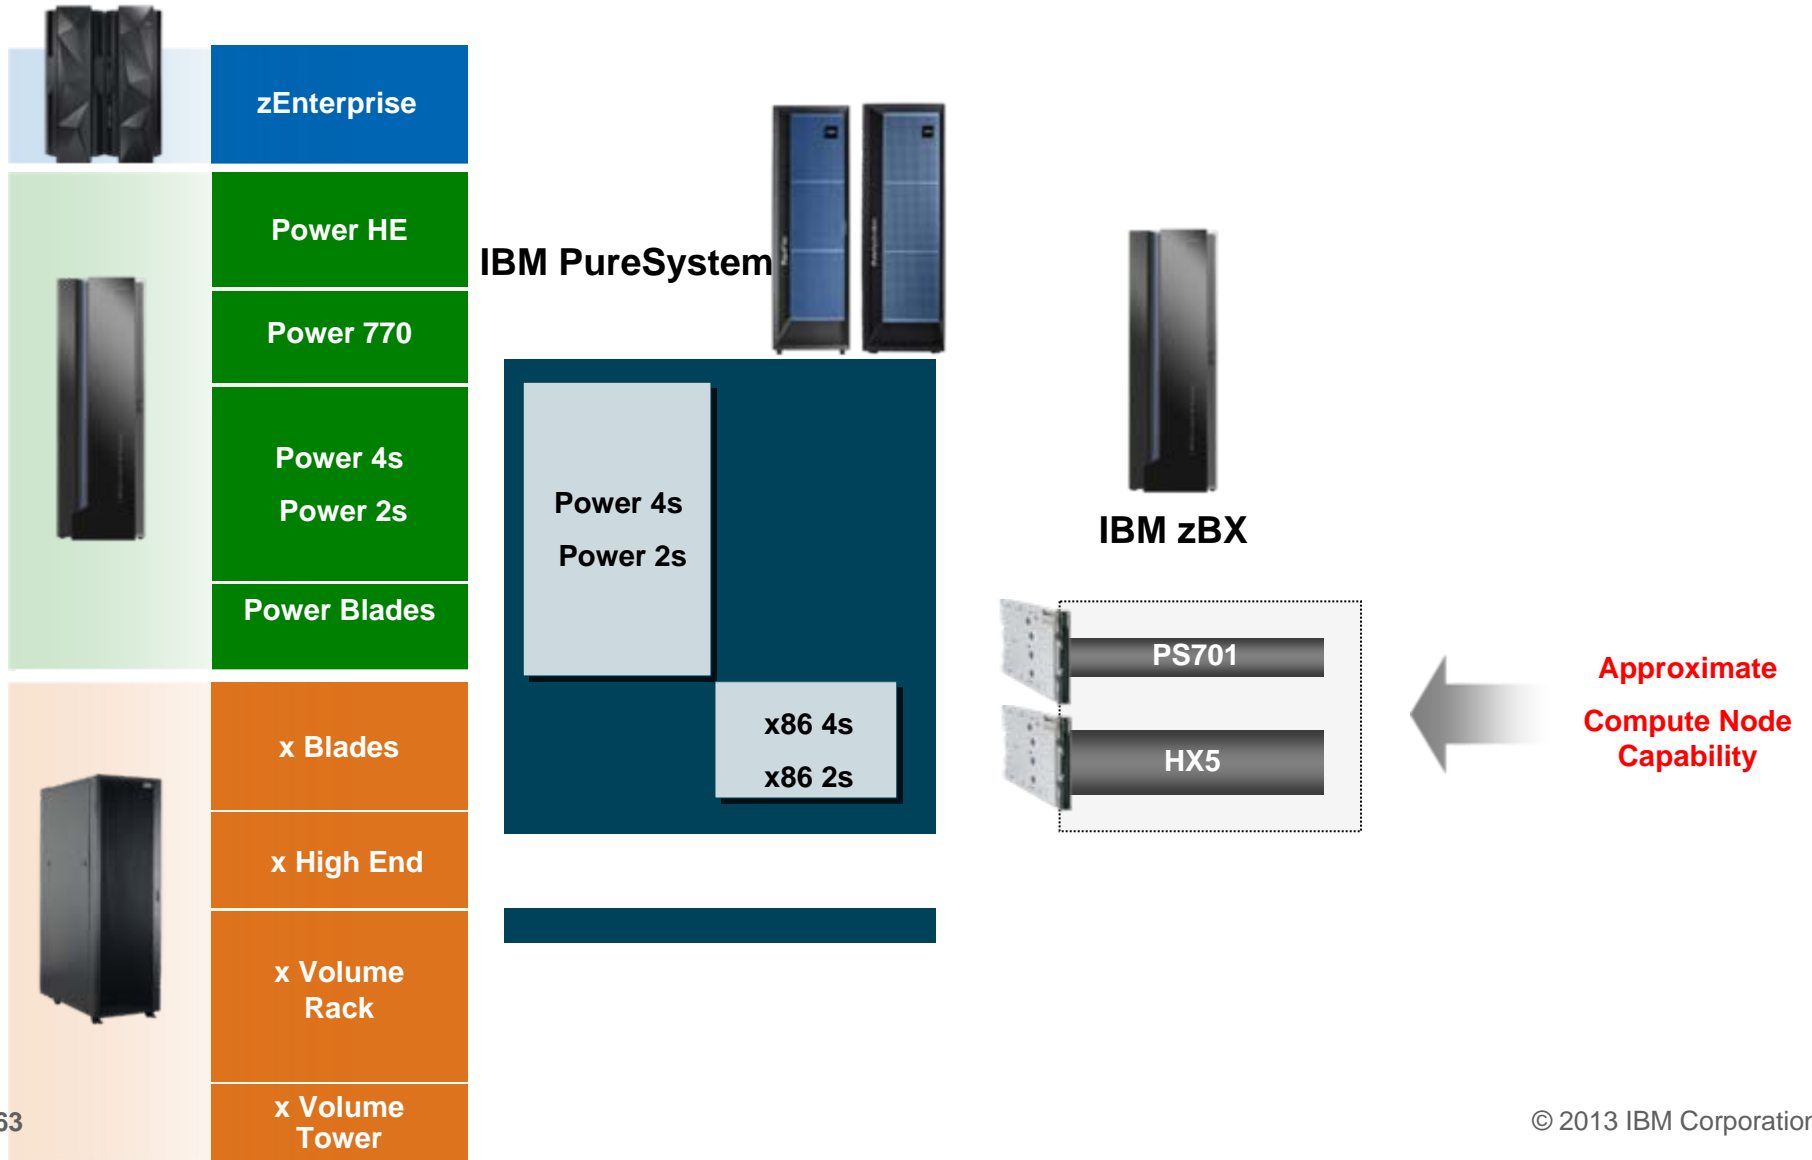 zEnterprise
Power HE
Power 770
Power 4s
Power 2s
Power Blades
x Blades
x High End
x Volume
Rack
x Volume
Tower
IBM PureSystem
Power 4s
Power 2s
x86 4s
x86 2s
IBM zBX
PS701
HX5
Approximate
Compute Node
Capability
63
© 2013 IBM Corporation